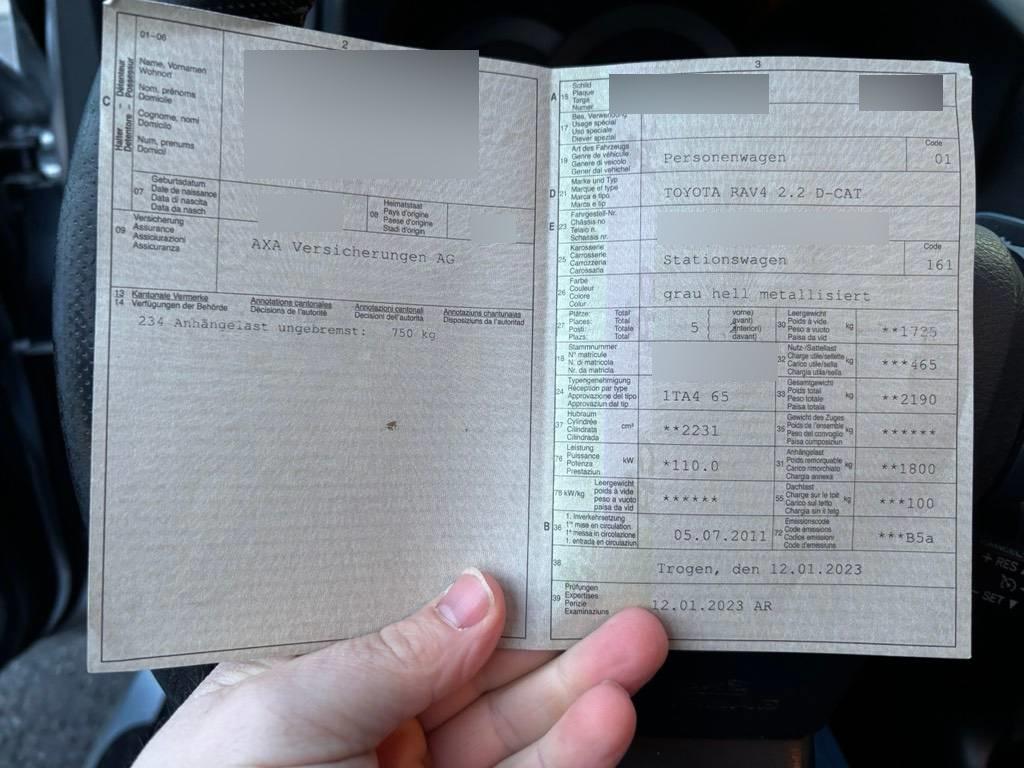 2
01-06
C
Halter Détenteur
Detentore Possessur
Name, Vornamen
Wohnort
Nom, prénoms
Domicile
Cognome, nomi
Domicilio
Num, prenums
Domicil
07
Geburtsdatum
Date de naissance
Data di nascita
Data da nasch.
08
Heimatstaat
Pays d'origine
Paese d'origine
Stadi d'origin
09
Versicherung
Assurance
Assicurazioni
Assicuranza
AXA Versicherungen AG
13
14
Kantonale Vermerke
Verfügungen der Behörde
Annotations cantonales
Décisions de l'autorité
Annotazioni cantonali
Decisioni dell'autorità
Annotaziuns chantunalas
Disposiziuns da l'autoritad
234 Anhängelast ungebremst: 750 kg
3
A 15
Schild
Plaque
Targa
Numer
17
Bes. Verwendung
Usage spécial
Uso speciale
Diever spezial
19
Art des Fahrzeugs
Genre de véhicule
Genere di veicolo
Gener dal vehichel
Personenwagen
Code
01
D 21
Marke und Typ
Marque et type
Marca e tipo
Marca e tip
TOYOTA RAV4 2.2 D-CAT
E 23
Fahrgestell-Nr.
Châssis no
Telaio n.
Schassis nr.
25
Karosserie
Carrosserie
Carrozzeria
Carossaria
Stationswagen
Code
161
26
Farbe
Couleur
Colore
Colur
grau hell metallisiert
27
Plätze: Total
Places: Total
Posti: Totale
Plazs: Total
5
vorne)
avant)
anteriori)
davant)
30
Leergewicht
Poids à vide
Peso a vuoto
Paisa da vid
kg
**1725
18
Stammnummer
N° matricule
N. di matricola
Nr. da matricla
32
Nutz-/Sattellast
Charge utile/sellette
Carico utile/sella
Chargia utila/sella
kg
***465
24
Typengenehmigung
Réception par type
Approvazione del tipo
Approvaziun dal tip
1TA4 65
33
Gesamtgewicht
Poids total
Peso totale
Paisa totala
kg
**2190
37
Hubraum
Cylindrée
Cilindrata
Cilindrada
cm³
**2231
35
Gewicht des Zuges
Poids de l'ensemble
Peso del convoglio
Paisa cumposiziun
kg
******
76
Leistung
Puissance
Potenza
Prestaziun
kW
*110.0
31
Anhängelast
Poids remorquable
Carico rimorchiato
Chargia annexa
kg
**1800
78 kW/kg
Leergewicht
poids à vide
peso a vuoto
paisa da vid
******
55
Dachlast
Charge sur le toit
Carico sul tetto
Chargia sin il tetg
kg
***100
B 36
1. Inverkehrsetzung
1re mise en circulation
1a messa in circolazione
1. entrada en circulaziun
05.07.2011
72
Emissionscode
Code émissions
Codice emissioni
Code d'emissiuns
***B5a
38
Trogen, den 12.01.2023
39
Prüfungen
Expertises
Perizie
Examinaziuns
12.01.2023 AR
+ RES
- SET